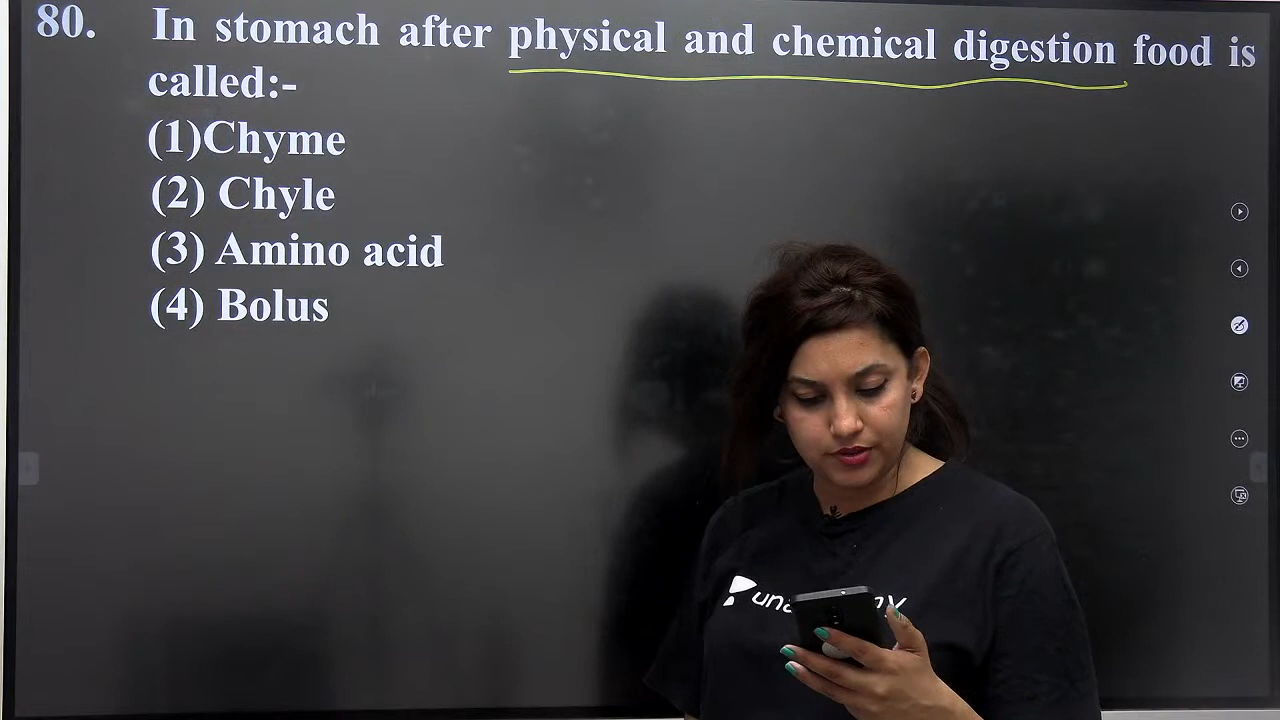 80. In stomach after physical and chemical digestion food is
called:-
(1)Chyme
(2) Chyle
(3) Amino acid
(4) Bolus